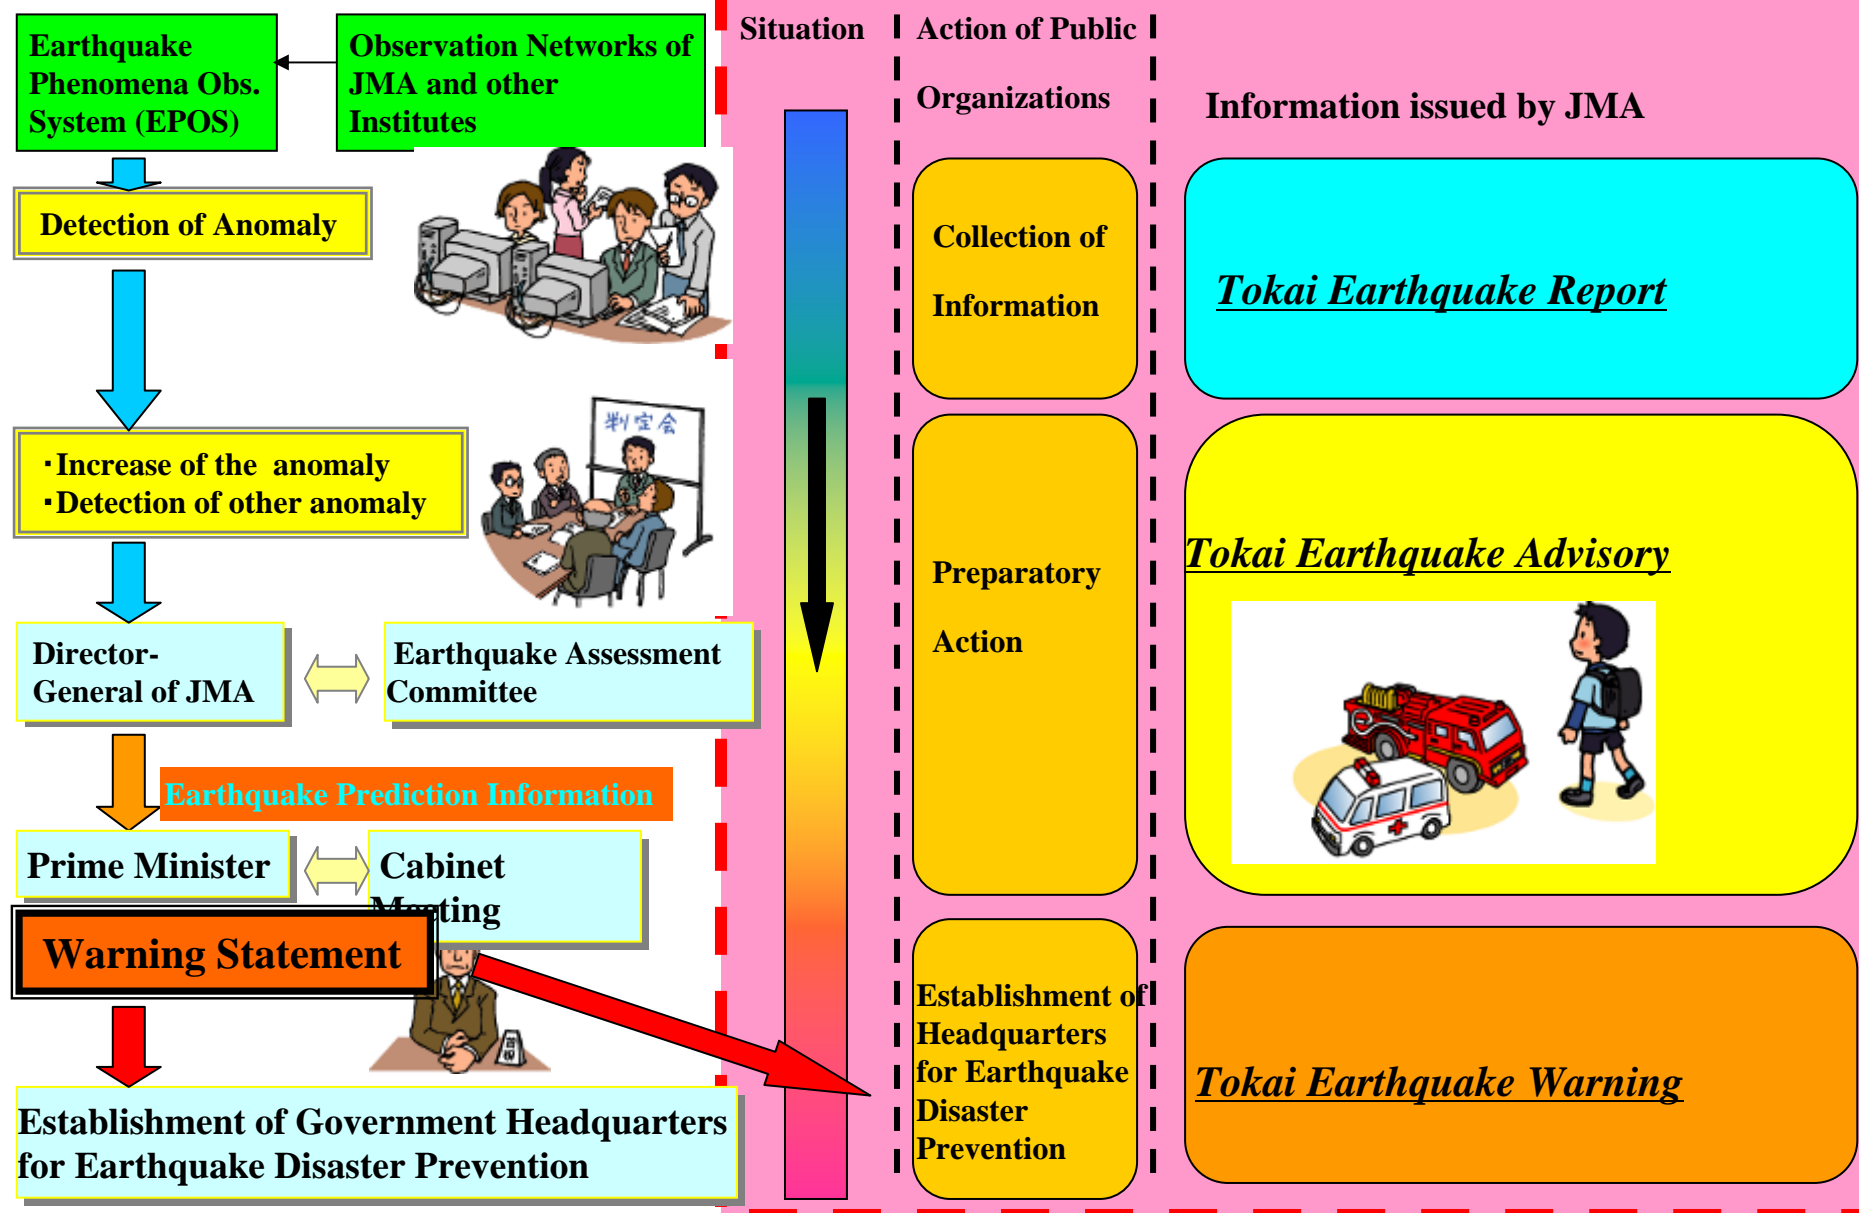 Earthquake
Phenomena Obs.
System (EPOS)
Observation Networks of
JMA and other
Institutes
Detection of Anomaly
・Increase of the anomaly
・Detection of other anomaly
判定会
Director-
General of JMA
Earthquake Assessment
Committee
Earthquake Prediction Information
Prime Minister
Cabinet
Meeting
Warning Statement
Establishment of Government Headquarters
for Earthquake Disaster Prevention
Situation
Action of Public
Organizations
Information issued by JMA
Collection of
Information
Tokai Earthquake Report
Preparatory
Action
Tokai Earthquake Advisory
Establishment of
Headquarters
for Earthquake
Disaster
Prevention
Tokai Earthquake Warning